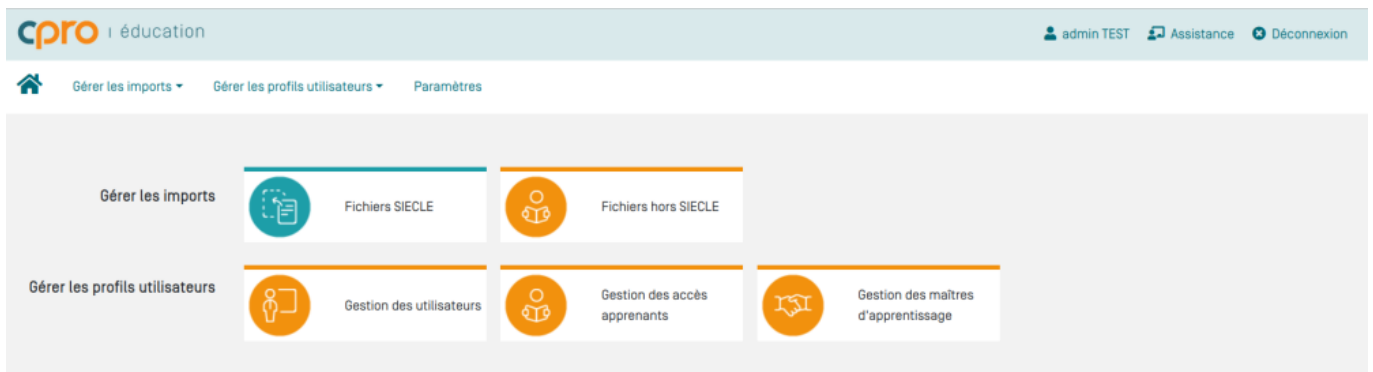 cpro | éducation
admin TEST Assistance Déconnexion
Gérer les imports Gérer les profils utilisateurs Paramètres
Gérer les imports
Fichiers SIECLE
Fichiers hors SIECLE
Gérer les profils utilisateurs
Gestion des utilisateurs
Gestion des accès
apprenants
Gestion des maîtres
d'apprentissage